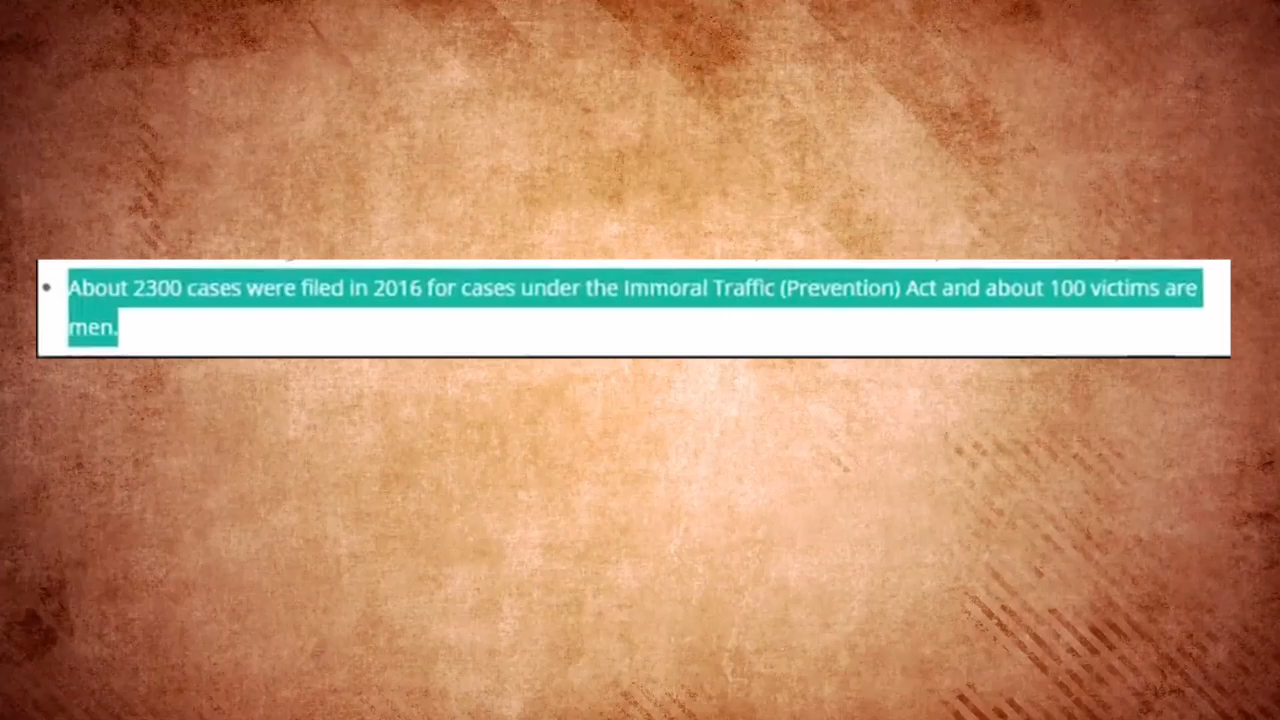 • About 2300 cases were filed in 2016 for cases under the Immoral Traffic (Prevention) Act and about 100 victims are
men.